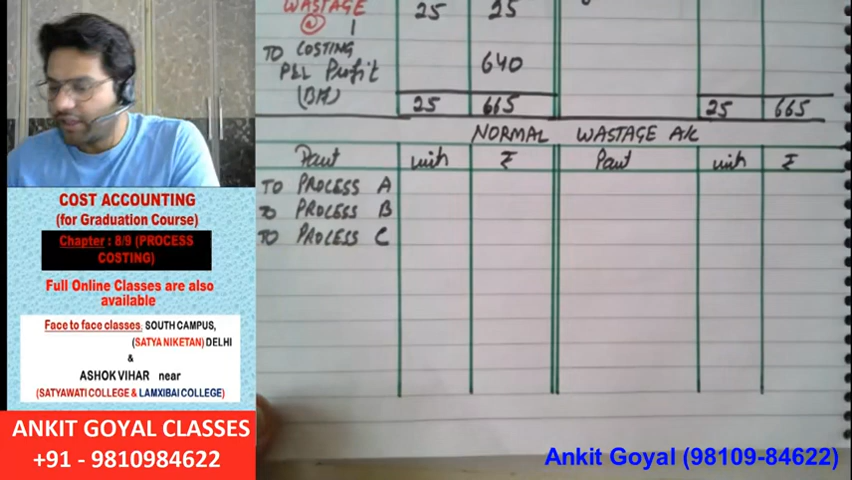 WASTAGE 25 25
@ 1
TO COSTING
P&L Profit 640
(B/f)
25 665 25 665
NORMAL WASTAGE A/C
Part units ₹ Part units ₹
TO PROCESS A
TO PROCESS B
TO PROCESS C
COST ACCOUNTING
(for Graduation Course)
Chapter : 8/9 (PROCESS
COSTING)
Full Online Classes are also
available
Face to face classes SOUTH CAMPUS,
(SATYA NIKETAN) DELHI
&
ASHOK VIHAR near
(SATYAWATI COLLEGE & LAMXIBAI COLLEGE)
ANKIT GOYAL CLASSES
+91 - 9810984622
Ankit Goyal (98109-84622)